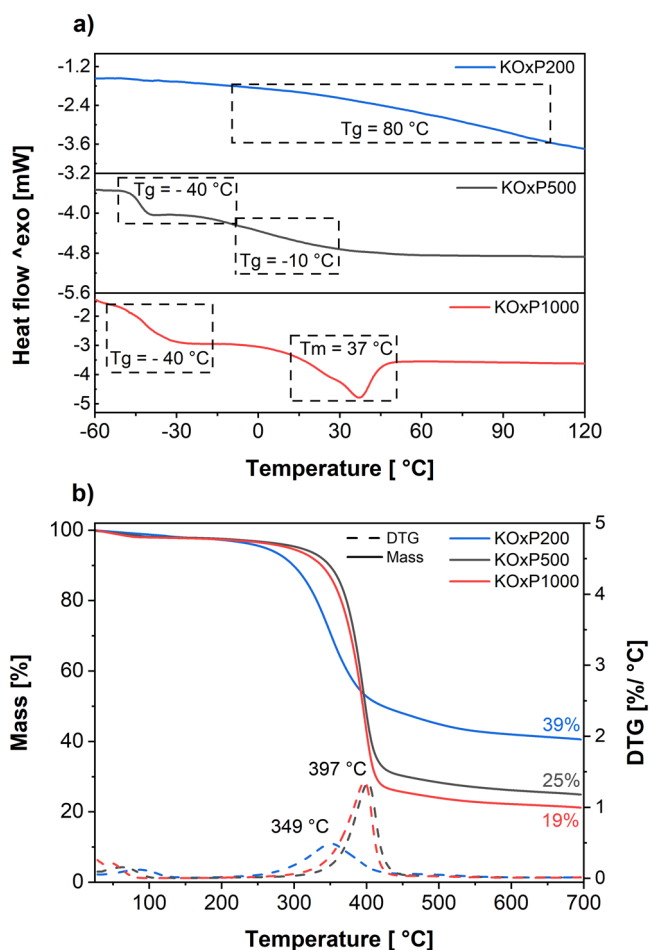 a)
Heat flow ^exo [mW]
-1.2
-2.4
-3.6
KOxP200
Tg = 80 °C
-3.2
-4.0
-4.8
-5.6
KOxP500
Tg = - 40 °C
Tg = -10 °C
-2
-3
-4
-5
KOxP1000
Tg = - 40 °C
Tm = 37 °C
-60 -30 0 30 60 90 120
Temperature [ °C]
b)
Mass [%]
100
80
60
40
20
0
DTG
Mass
KOxP200
KOxP500
KOxP1000
39%
25%
19%
397 °C
349 °C
5
4
3
2
1
0
DTG [%/ °C]
100 200 300 400 500 600 700
Temperature [ °C]